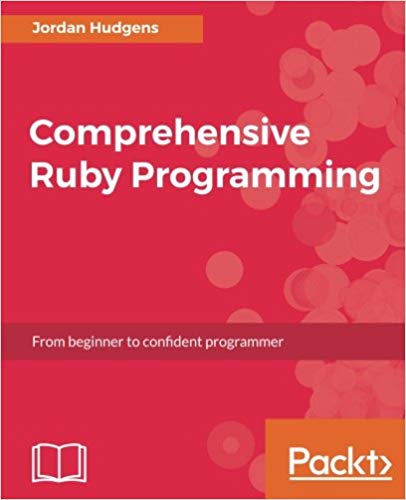 Jordan Hudgens
Comprehensive
Ruby Programming
From beginner to confident programmer
Packt>